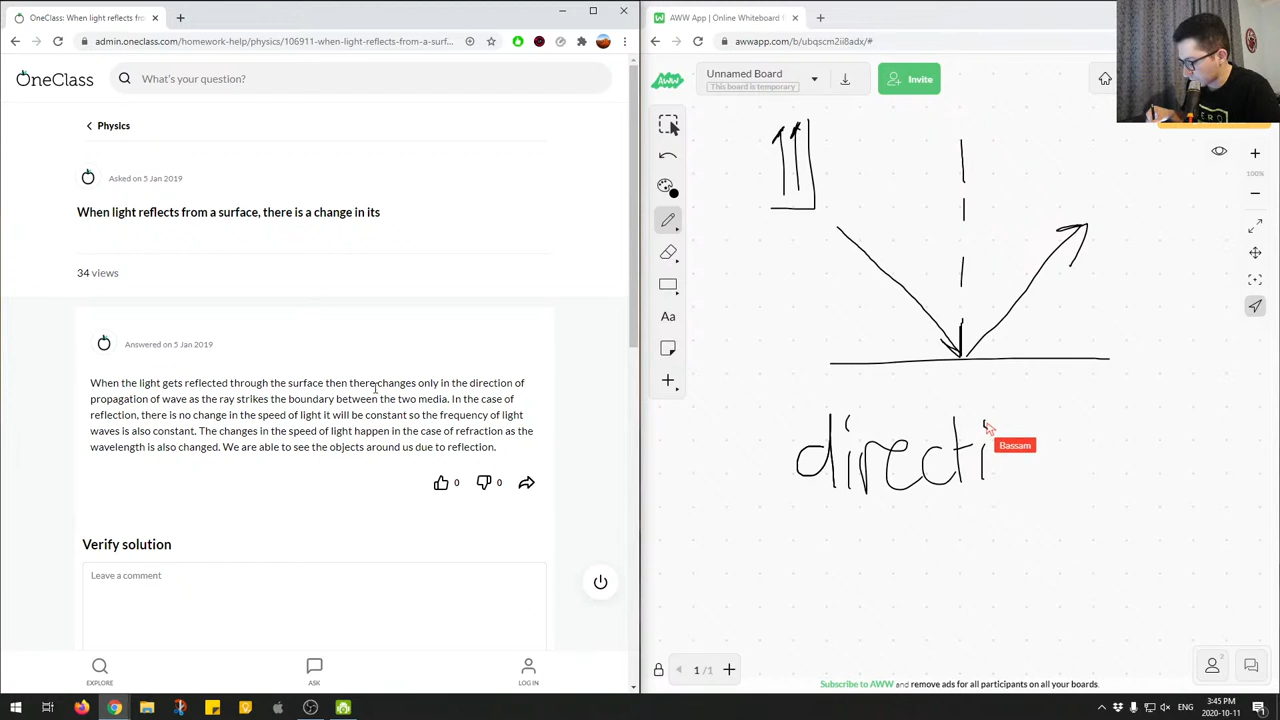 OneClass: When light reflects fro
admin.oneclass.com/homework-help/physics/106911-when-light-reflects-from-a-surf...
OneClass
What's your question?
Physics
Asked on 5 Jan 2019
When light reflects from a surface, there is a change in its
34 views
Answered on 5 Jan 2019
When the light gets reflected through the surface then there changes only in the direction of
propagation of wave as the ray strikes the boundary between the two media. In the case of
reflection, there is no change in the speed of light it will be constant so the frequency of light
waves is also constant. The changes in the speed of light happen in the case of refraction as the
wavelength is also changed. We are able to see the objects around us due to reflection.
0
0
Verify solution
Leave a comment
EXPLORE
ASK
LOG IN
AWW App | Online Whiteboard f
awwapp.com/b/ubqscm2ii8adx/#
AWW
Unnamed Board
This board is temporary
Invite
100%
Aa
directi
Bassam
1 / 1
7
Subscribe to AWW and remove ads for all participants on all your boards.
ENG
3:45 PM
2020-10-11
1